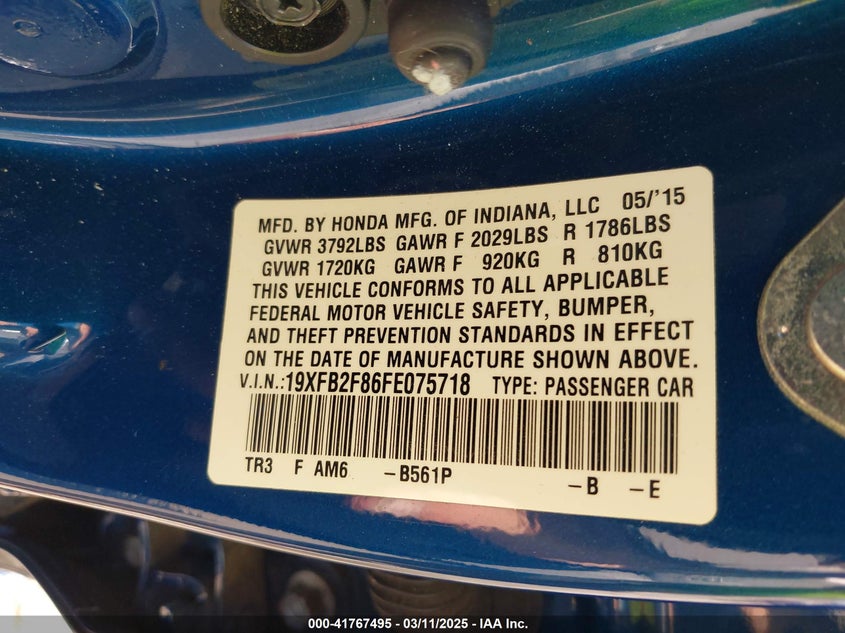 MFD. BY HONDA MFG. OF INDIANA, LLC 05/'15
GVWR 3792LBS GAWR F 2029LBS R 1786LBS
GVWR 1720KG GAWR F 920KG R 810KG
THIS VEHICLE CONFORMS TO ALL APPLICABLE
FEDERAL MOTOR VEHICLE SAFETY, BUMPER,
AND THEFT PREVENTION STANDARDS IN EFFECT
ON THE DATE OF MANUFACTURE SHOWN ABOVE.
V.I.N.:19XFB2F86FE075718 TYPE: PASSENGER CAR
TR3 F AM6 -B561P -B -E
000-41767495 - 03/11/2025 - IAA Inc.